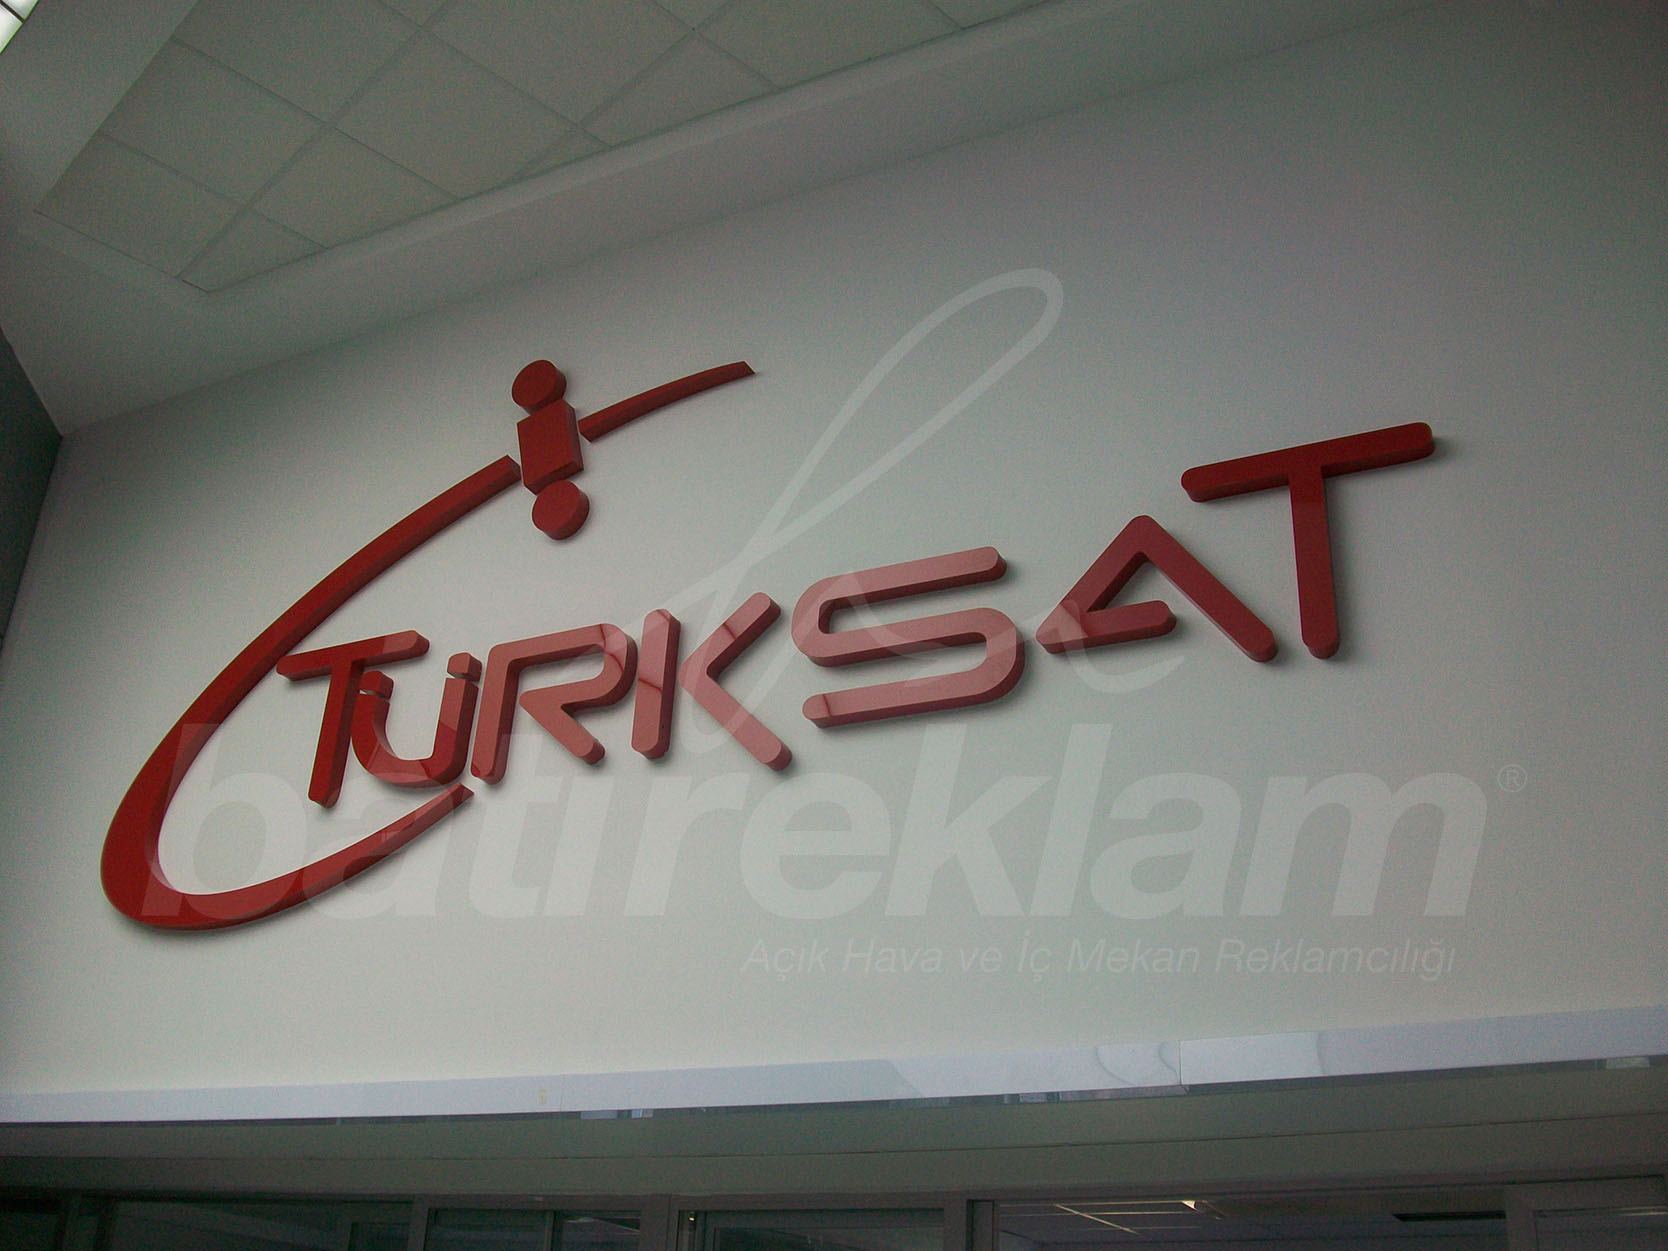 TÜRKSAT
batıreklam®
Açık Hava ve İç Mekan Reklamcılığı